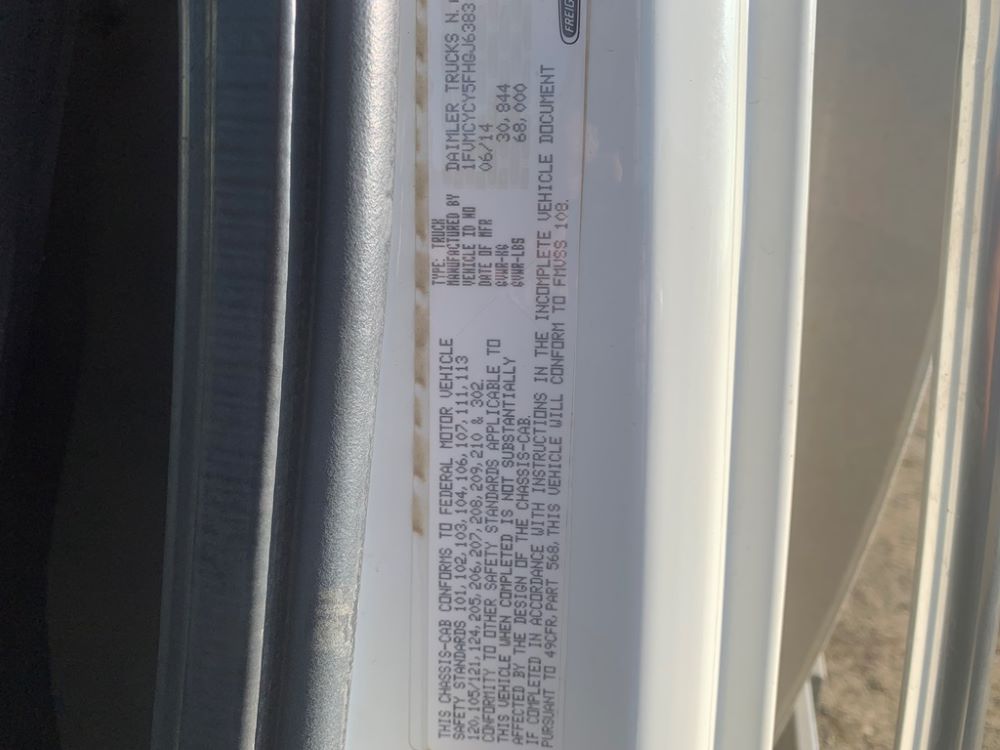 THIS CHASSIS-CAB CONFORMS TO FEDERAL MOTOR VEHICLE
SAFETY STANDARDS 101,102,103,104,106,107,111,113
120,105/121,124,205,206,207,208,209,210 & 302
CONFORMITY TO OTHER SAFETY STANDARDS APPLICABLE TO
THIS VEHICLE WHEN COMPLETED IS NOT SUBSTANTIALLY
AFFECTED BY THE DESIGN OF THE CHASSIS-CAB.
IF COMPLETED IN ACCORDANCE WITH INSTRUCTIONS IN THE INCOMPLETE VEHICLE DOCUMENT
PURSUANT TO 49CFR,PART 568,THIS VEHICLE WILL CONFORM TO FMVSS 108.
TYPE: TRUCK
MANUFACTURED BY DAIMLER TRUCKS N.
VEHICLE ID NO 1FVMCYCY5FHGJ6383
DATE OF MFR 06/14
GVWR-KG 30,844
GVWR-LBS 68,000
FREIG